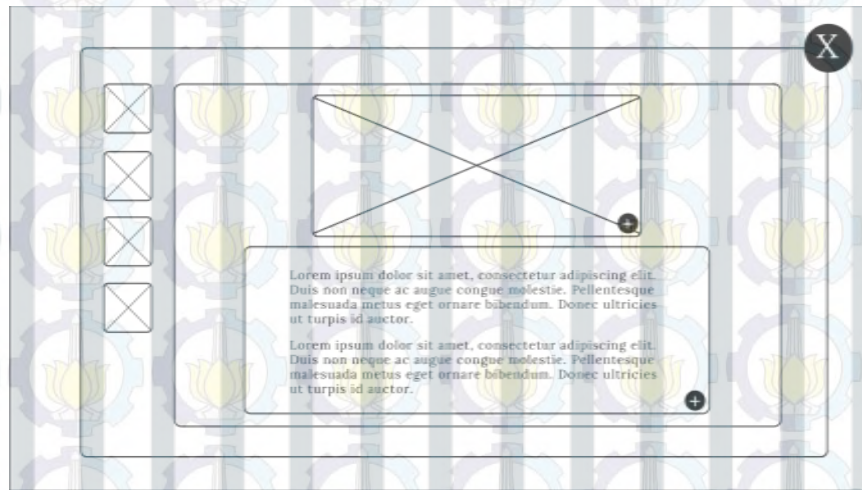 X
Lorem ipsum dolor sit amet, consectetur adipiscing elit.
Duis non neque ac augue congue molestie. Pellentesque
malesuada metus eget ornare bibendum. Donec ultricies
ut turpis id auctor.
Lorem ipsum dolor sit amet, consectetur adipiscing elit.
Duis non neque ac augue congue molestie. Pellentesque
malesuada metus eget ornare bibendum. Donec ultricies
ut turpis id auctor.